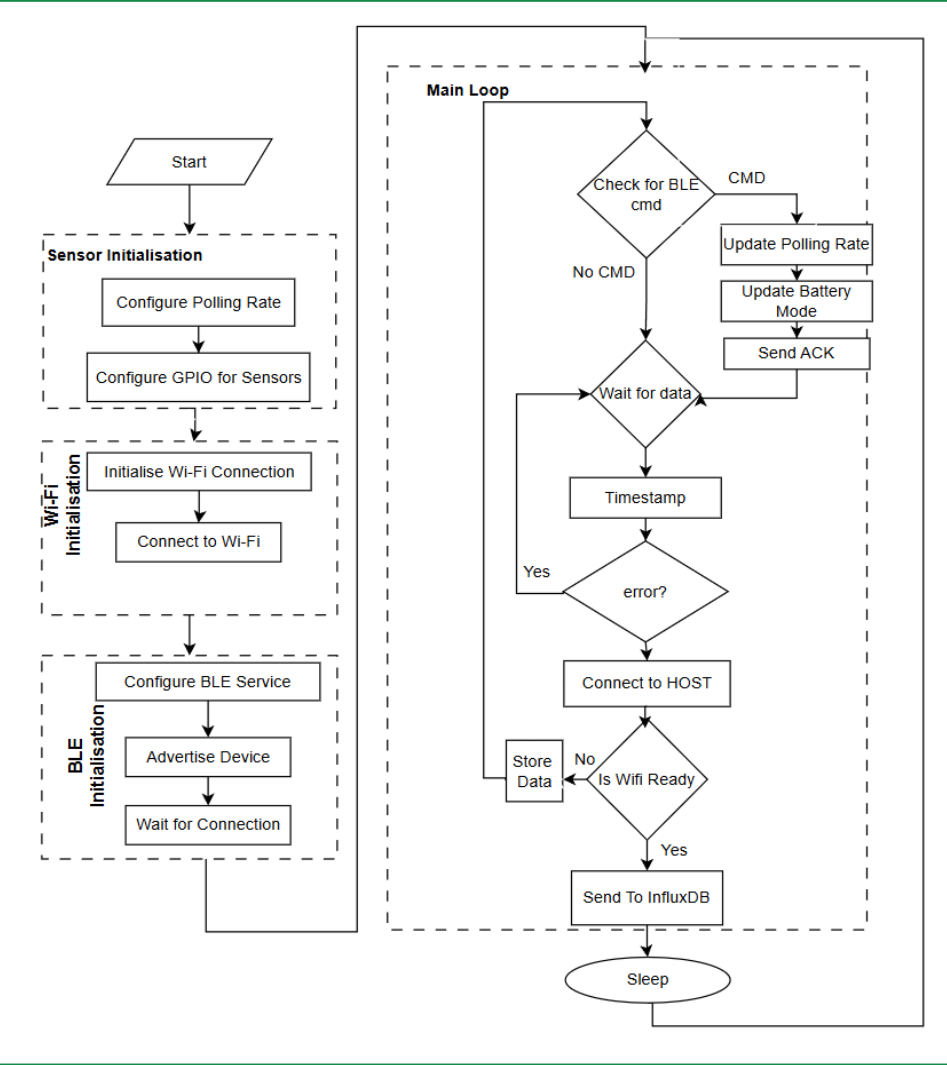 Start
Sensor Initialisation
Configure Polling Rate
Configure GPIO for Sensors
Wi-Fi
Initialisation
Initialise Wi-Fi Connection
Connect to Wi-Fi
BLE
Initialisation
Configure BLE Service
Advertise Device
Wait for Connection
Main Loop
Check for BLE
cmd
CMD
No CMD
Update Polling Rate
Update Battery
Mode
Send ACK
Wait for data
Timestamp
Yes
error?
Connect to HOST
Is Wifi Ready
No
Store
Data
Yes
Send To InfluxDB
Sleep